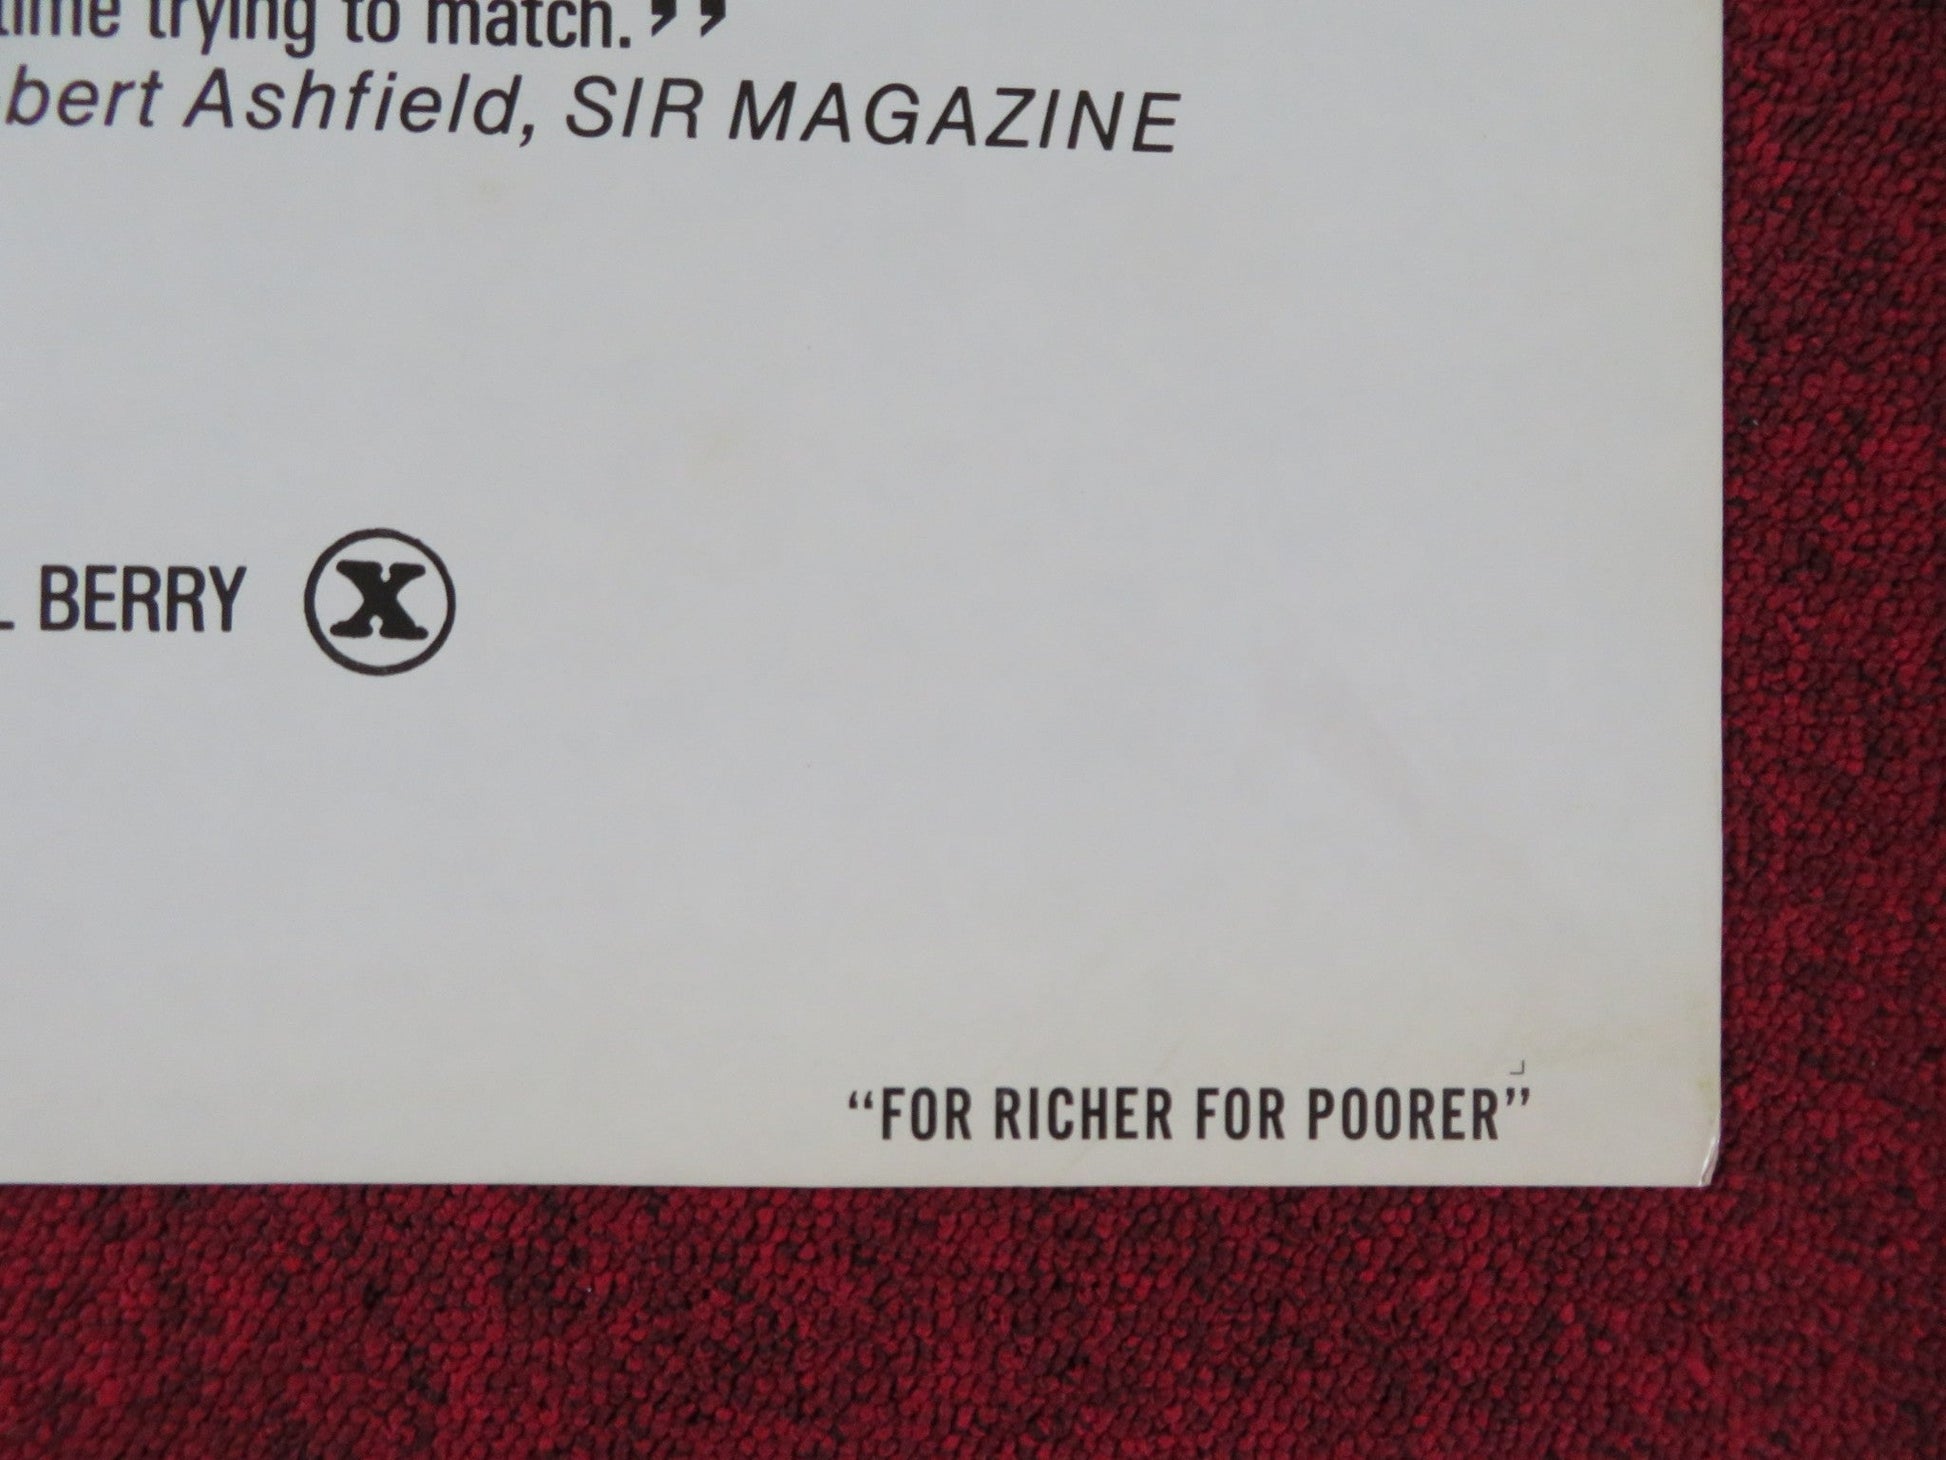 time trying to match.”
bert Ashfield, SIR MAGAZINE
BERRY X
“FOR RICHER FOR POORER”